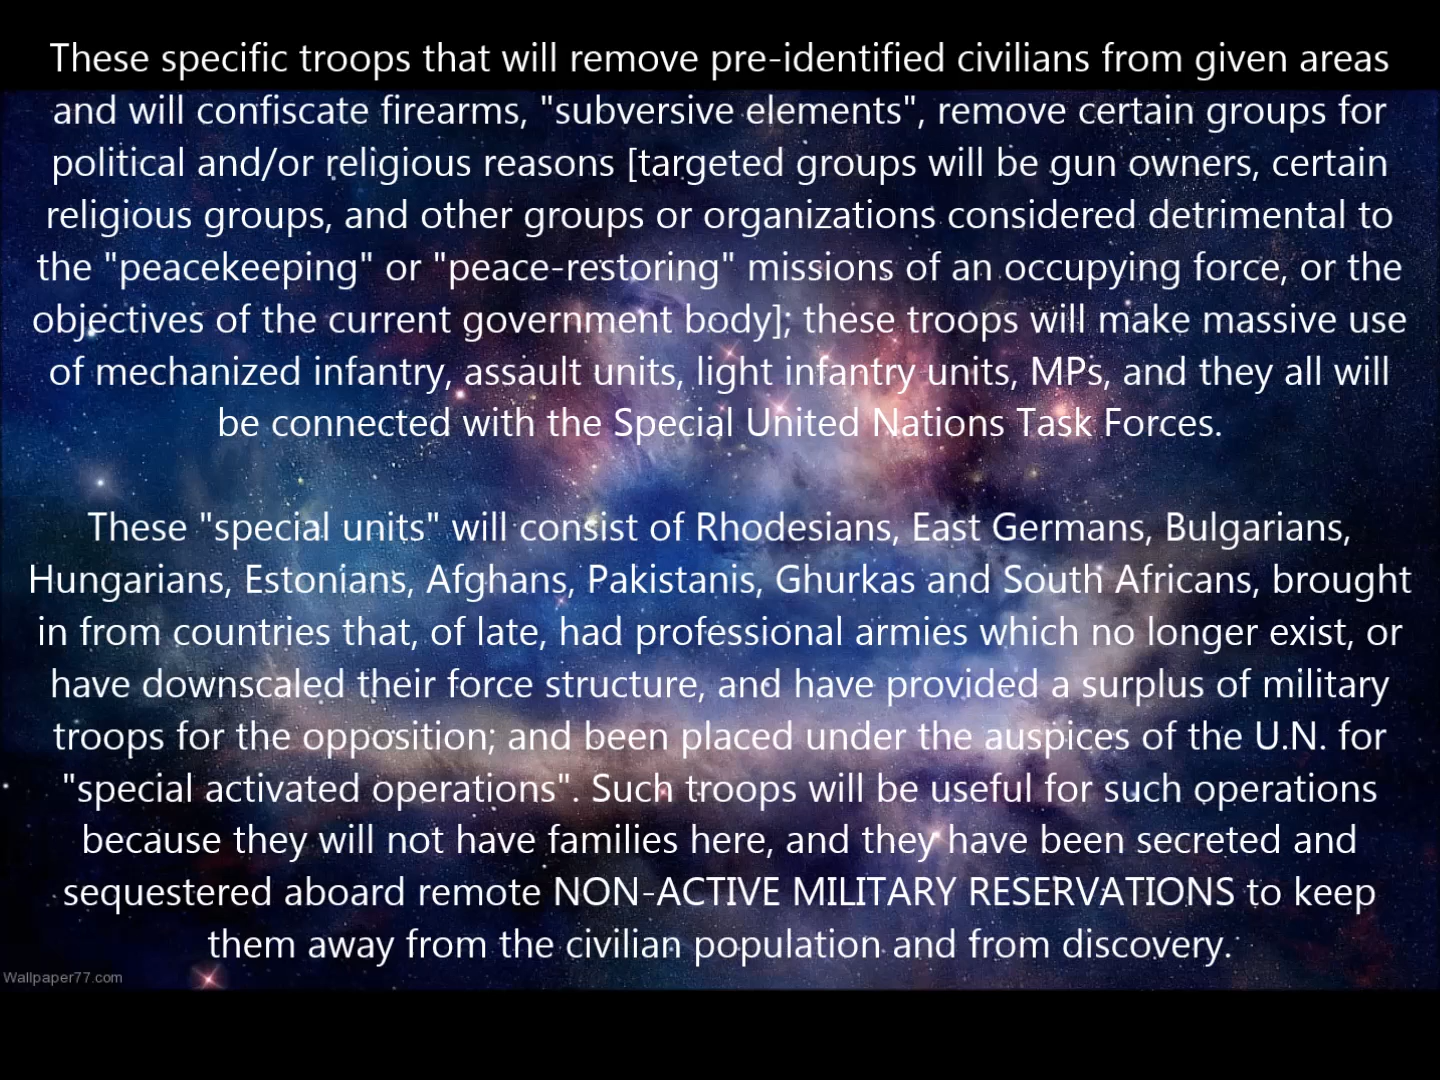 These specific troops that will remove pre-identified civilians from given areas
and will confiscate firearms, "subversive elements", remove certain groups for
political and/or religious reasons [targeted groups will be gun owners, certain
religious groups, and other groups or organizations considered detrimental to
the "peacekeeping" or "peace-restoring" missions of an occupying force, or the
objectives of the current government body]; these troops will make massive use
of mechanized infantry, assault units, light infantry units, MPs, and they all will
be connected with the Special United Nations Task Forces.
These "special units" will consist of Rhodesians, East Germans, Bulgarians,
Hungarians, Estonians, Afghans, Pakistanis, Ghurkas and South Africans, brought
in from countries that, of late, had professional armies which no longer exist, or
have downscaled their force structure, and have provided a surplus of military
troops for the opposition; and been placed under the auspices of the U.N. for
"special activated operations". Such troops will be useful for such operations
because they will not have families here, and they have been secreted and
sequestered aboard remote NON-ACTIVE MILITARY RESERVATIONS to keep
them away from the civilian population and from discovery.
Wallpaper77.com